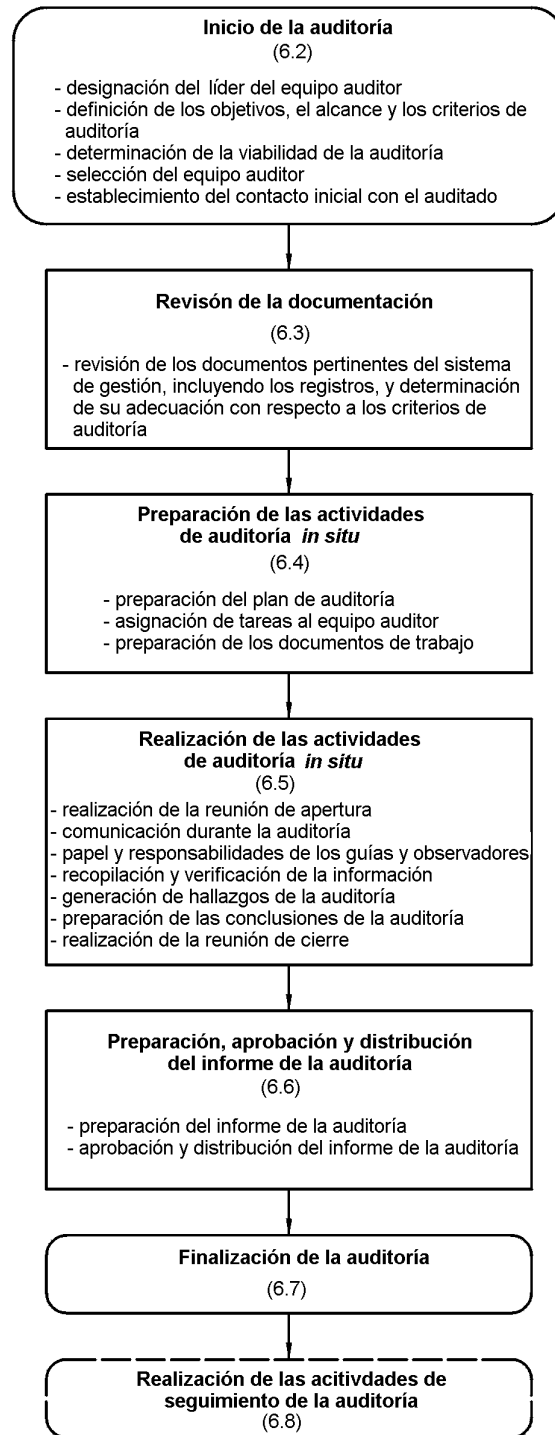 Inicio de la auditoría
(6.2)
- designación del líder del equipo auditor
- definición de los objetivos, el alcance y los criterios de
auditoría
- determinación de la viabilidad de la auditoría
- selección del equipo auditor
- establecimiento del contacto inicial con el auditado
Revisón de la documentación
(6.3)
- revisión de los documentos pertinentes del sistema
de gestión, incluyendo los registros, y determinación
de su adecuación con respecto a los criterios de
auditoría
Preparación de las actividades
de auditoría in situ
(6.4)
- preparación del plan de auditoría
- asignación de tareas al equipo auditor
- preparación de los documentos de trabajo
Realización de las actividades
de auditoría in situ
(6.5)
- realización de la reunión de apertura
- comunicación durante la auditoría
- papel y responsabilidades de los guías y observadores
- recopilación y verificación de la información
- generación de hallazgos de la auditoría
- preparación de las conclusiones de la auditoría
- realización de la reunión de cierre
Preparación, aprobación y distribución
del informe de la auditoría
(6.6)
- preparación del informe de la auditoría
- aprobación y distribución del informe de la auditoría
Finalización de la auditoría
(6.7)
Realización de las acitivdades de
seguimiento de la auditoría
(6.8)